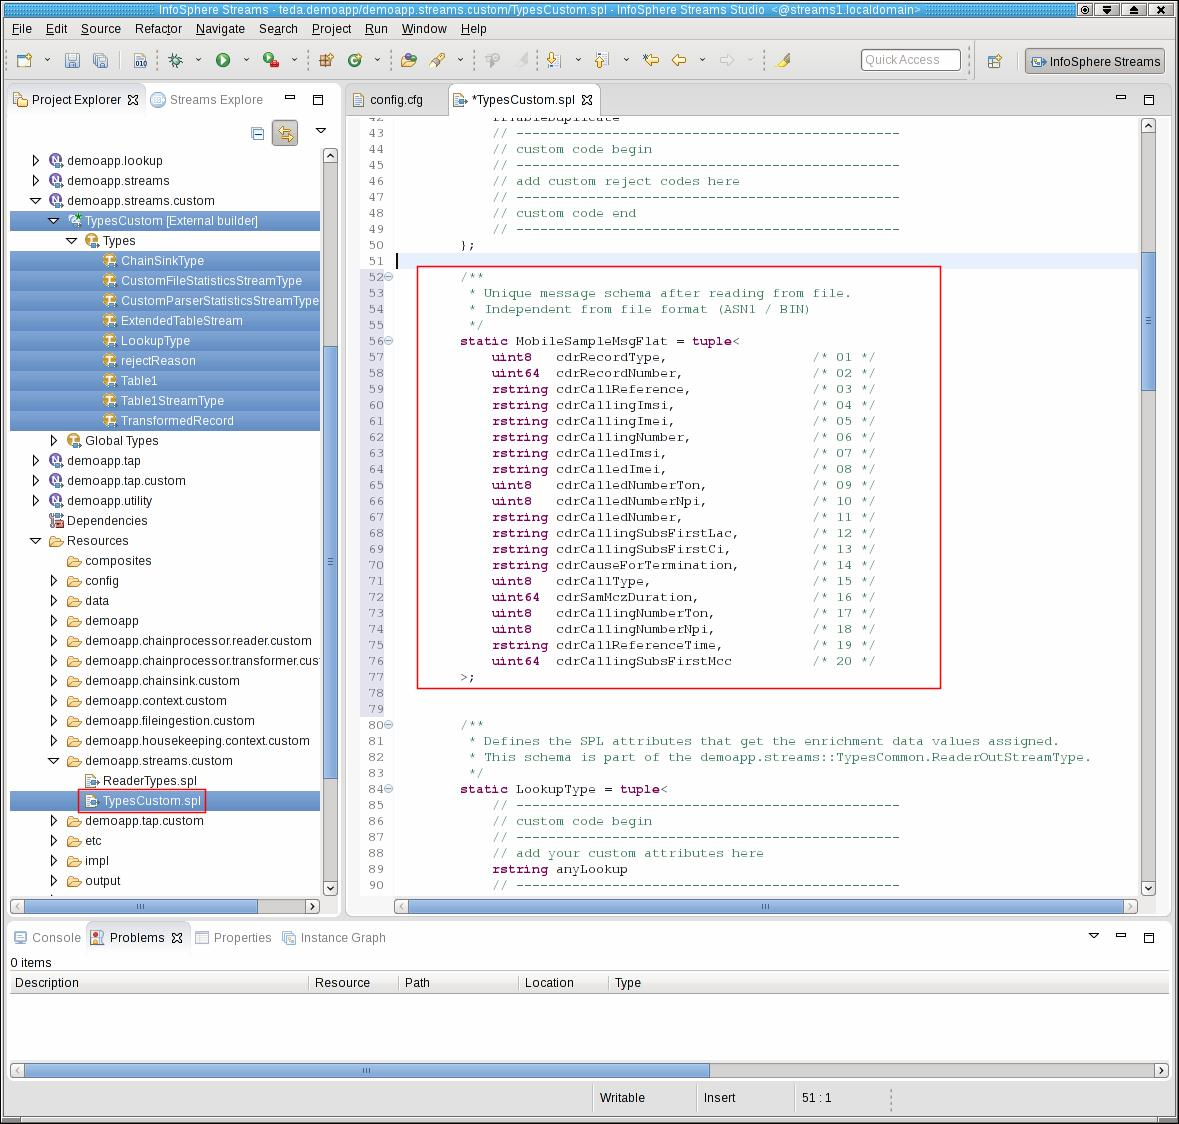 InfoSphere Streams - teda.demoapp/demoapp.streams.custom/TypesCustom.spl - InfoSphere Streams Studio <@streams1.localdomain>
File Edit Source Refactor Navigate Search Project Run Window Help
010
Quick Access
InfoSphere Streams
Project Explorer
Streams Explore
demoapp.lookup
demoapp.streams
demoapp.streams.custom
TypesCustom [External builder]
Types
ChainSinkType
CustomFileStatisticsStreamType
CustomParserStatisticsStreamType
ExtendedTableStream
LookupType
rejectReason
Table1
Table1StreamType
TransformedRecord
Global Types
demoapp.tap
demoapp.tap.custom
demoapp.utility
Dependencies
Resources
composites
config
data
demoapp
demoapp.chainprocessor.reader.custom
demoapp.chainprocessor.transformer.cus
demoapp.chainsink.custom
demoapp.context.custom
demoapp.fileingestion.custom
demoapp.housekeeping.context.custom
demoapp.streams.custom
ReaderTypes.spl
TypesCustom.spl
demoapp.tap.custom
etc
impl
output
config.cfg
*TypesCustom.spl
42 rTableDuplicate
43 // ------------------------------------------------
44 // custom code begin
45 // ------------------------------------------------
46 // add custom reject codes here
47 // ------------------------------------------------
48 // custom code end
49 // ------------------------------------------------
50 };
51
52 /**
53 * Unique message schema after reading from file.
54 * Independent from file format (ASN1 / BIN)
55 */
56 static MobileSampleMsgFlat = tuple<
57 uint8 cdrRecordType, /* 01 */
58 uint64 cdrRecordNumber, /* 02 */
59 rstring cdrCallReference, /* 03 */
60 rstring cdrCallingImsi, /* 04 */
61 rstring cdrCallingImei, /* 05 */
62 rstring cdrCallingNumber, /* 06 */
63 rstring cdrCalledImsi, /* 07 */
64 rstring cdrCalledImei, /* 08 */
65 uint8 cdrCalledNumberTon, /* 09 */
66 uint8 cdrCalledNumberNpi, /* 10 */
67 rstring cdrCalledNumber, /* 11 */
68 rstring cdrCallingSubsFirstLac, /* 12 */
69 rstring cdrCallingSubsFirstCi, /* 13 */
70 rstring cdrCauseForTermination, /* 14 */
71 uint8 cdrCallType, /* 15 */
72 uint64 cdrSamMczDuration, /* 16 */
73 uint8 cdrCallingNumberTon, /* 17 */
74 uint8 cdrCallingNumberNpi, /* 18 */
75 rstring cdrCallReferenceTime, /* 19 */
76 uint64 cdrCallingSubsFirstMcc /* 20 */
77 >;
78
79
80 /**
81 * Defines the SPL attributes that get the enrichment data values assigned.
82 * This schema is part of the demoapp.streams::TypesCommon.ReaderOutStreamType.
83 */
84 static LookupType = tuple<
85 // ------------------------------------------------
86 // custom code begin
87 // ------------------------------------------------
88 // add your custom attributes here
89 rstring anyLookup
90 // ------------------------------------------------
Console Problems Properties Instance Graph
0 items
Description Resource Path Location Type
Writable Insert 51 : 1